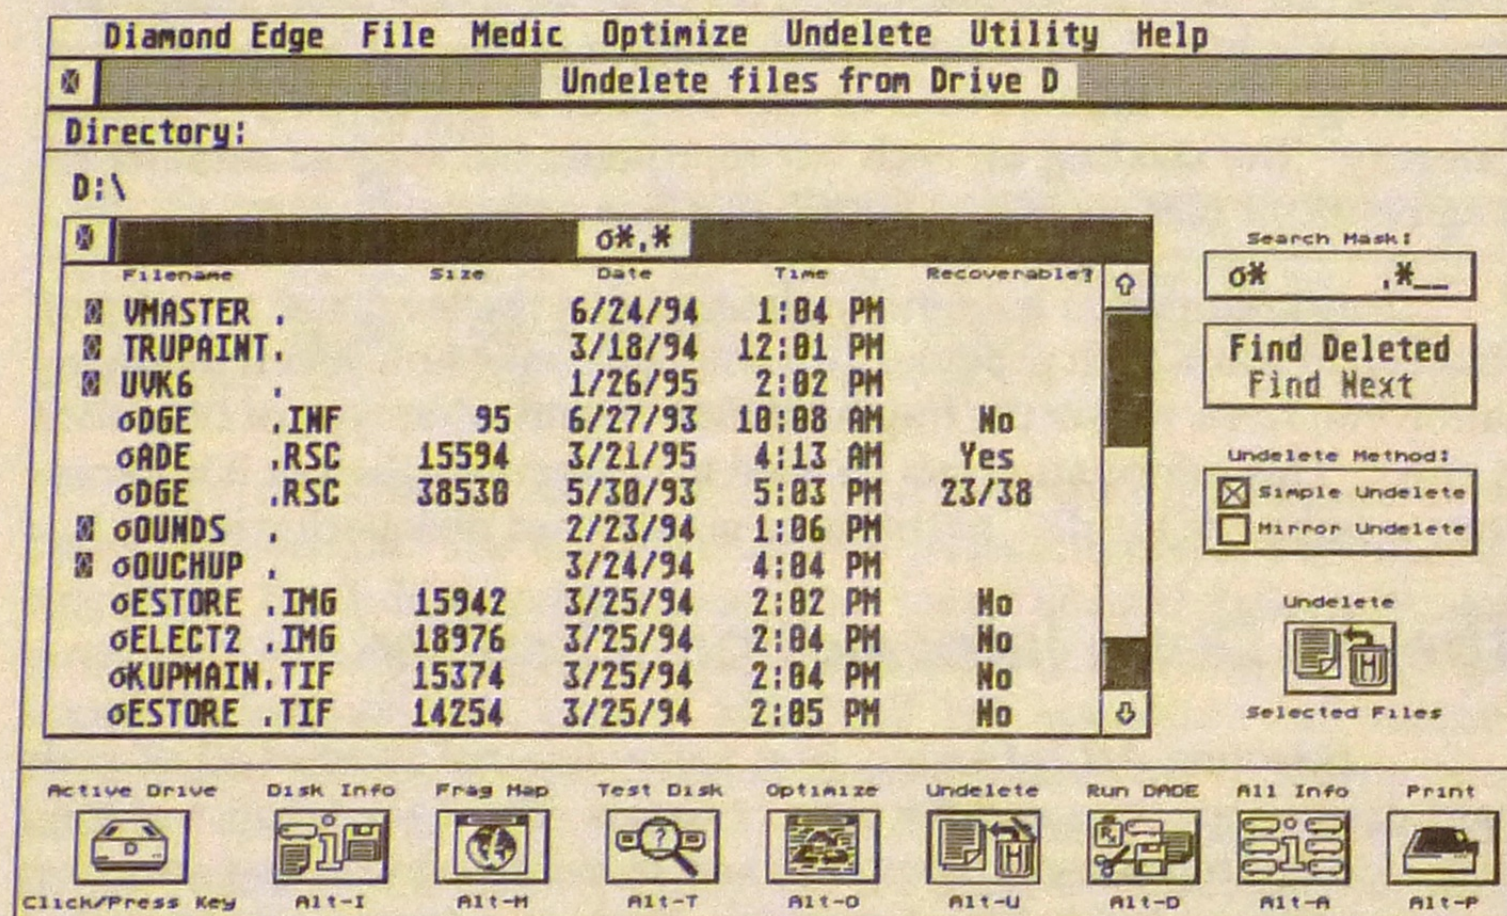 Diamond Edge File Medic Optimize Undelete Utility Help
Undelete files from Drive D
Directory:
D:\
σ*.*
Filename Size Date Time Recoverable?
VMASTER . 6/24/94 1:04 PM
TRUPAINT. 3/18/94 12:01 PM
UVK6 . 1/26/95 2:02 PM
σDGE .INF 95 6/27/93 10:08 AM No
σADE .RSC 15594 3/21/95 4:13 AM Yes
σDGE .RSC 38530 5/30/93 5:03 PM 23/38
σOUNDS . 2/23/94 1:06 PM
σOUCHUP . 3/24/94 4:04 PM
σESTORE .IMG 15942 3/25/94 2:02 PM No
σELECT2 .IMG 18976 3/25/94 2:04 PM No
σKUPMAIN.TIF 15374 3/25/94 2:04 PM No
σESTORE .TIF 14254 3/25/94 2:05 PM No
Search Mask:
σ* .*__
Find Deleted
Find Next
Undelete Method:
Simple Undelete
Mirror Undelete
Undelete
Selected Files
Active Drive Disk Info Frag Map Test Disk Optimize Undelete Run DADE All Info Print
D
Click/Press Key Alt-I Alt-M Alt-T Alt-O Alt-U Alt-D Alt-A Alt-P